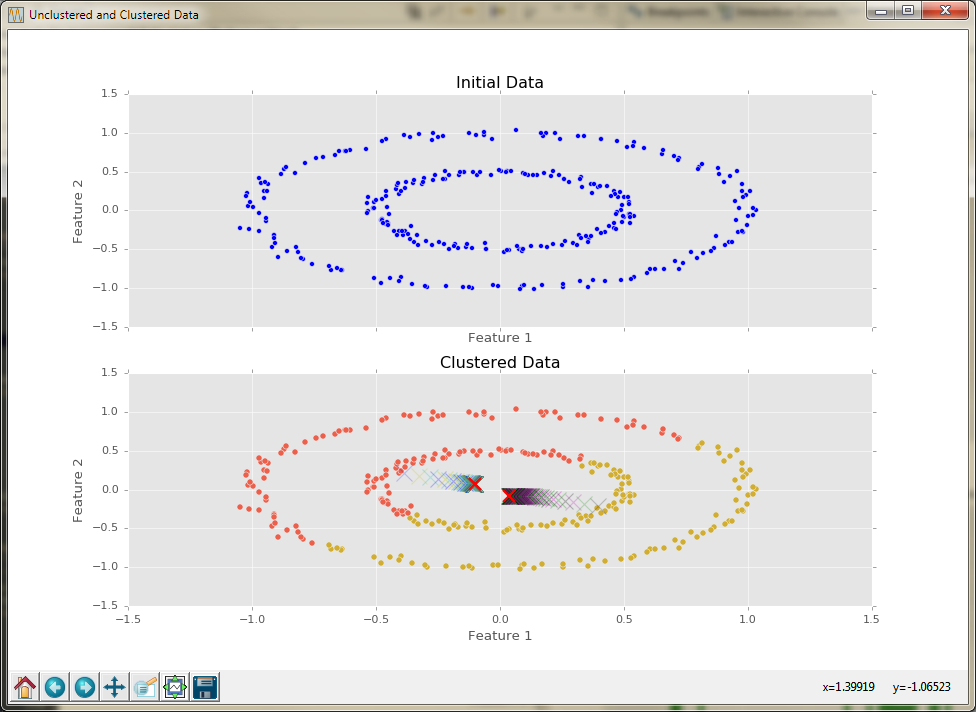 Unclustered and Clustered Data
Initial Data
1.5
1.0
0.5
0.0
−0.5
−1.0
−1.5
Feature 2
Feature 1
Clustered Data
1.5
1.0
0.5
0.0
−0.5
−1.0
−1.5
Feature 2
−1.5 −1.0 −0.5 0.0 0.5 1.0 1.5
Feature 1
x=1.39919 y=-1.06523